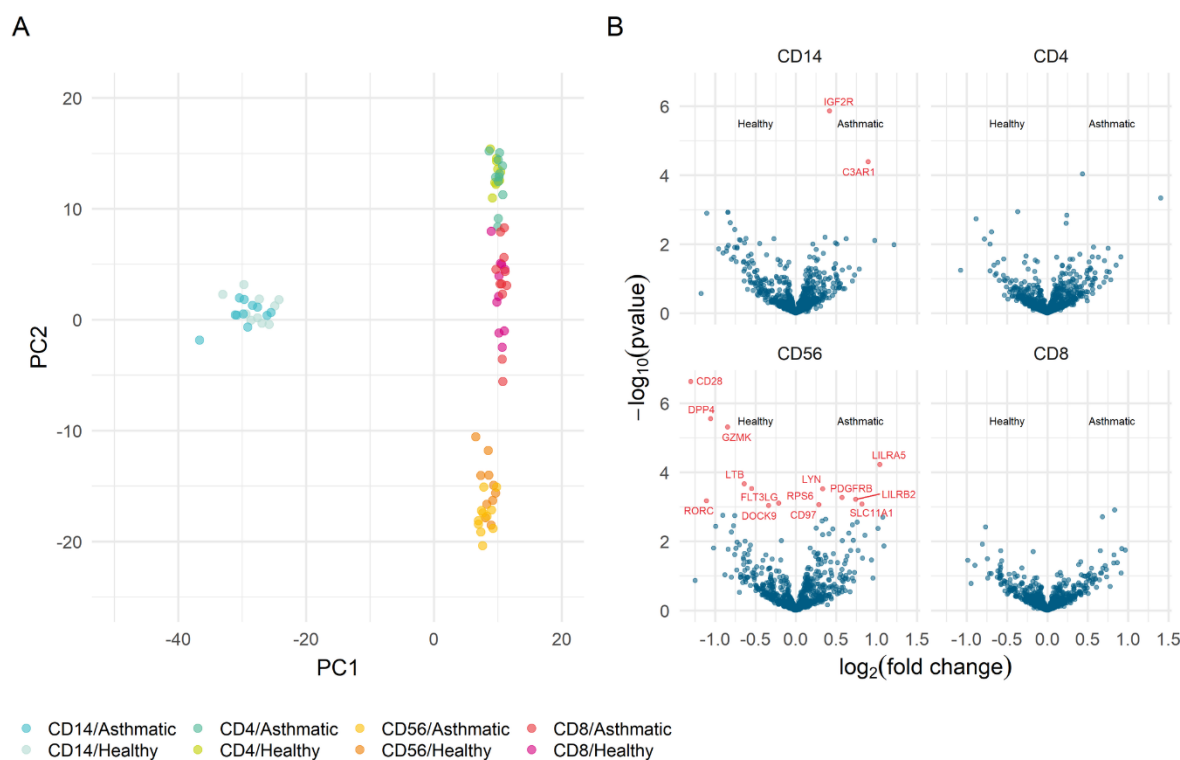 A
B
CD14
CD4
20
10
0
-10
-20
PC2
-40
-20
0
20
PC1
6
4
2
0
IGF2R
Healthy
Asthmatic
C3AR1
Healthy
Asthmatic
−log10(pvalue)
CD56
CD8
6
4
2
0
CD28
DPP4
Healthy
Asthmatic
GZMK
LILRA5
LTB
LYN
PDGFRB
LILRB2
FLT3LG
RPS6
RORC
DOCK9
CD97
SLC11A1
Healthy
Asthmatic
-1.0 -0.5 0.0 0.5 1.0 1.5
-1.0 -0.5 0.0 0.5 1.0 1.5
log2(fold change)
CD14/Asthmatic CD4/Asthmatic CD56/Asthmatic CD8/Asthmatic
CD14/Healthy CD4/Healthy CD56/Healthy CD8/Healthy